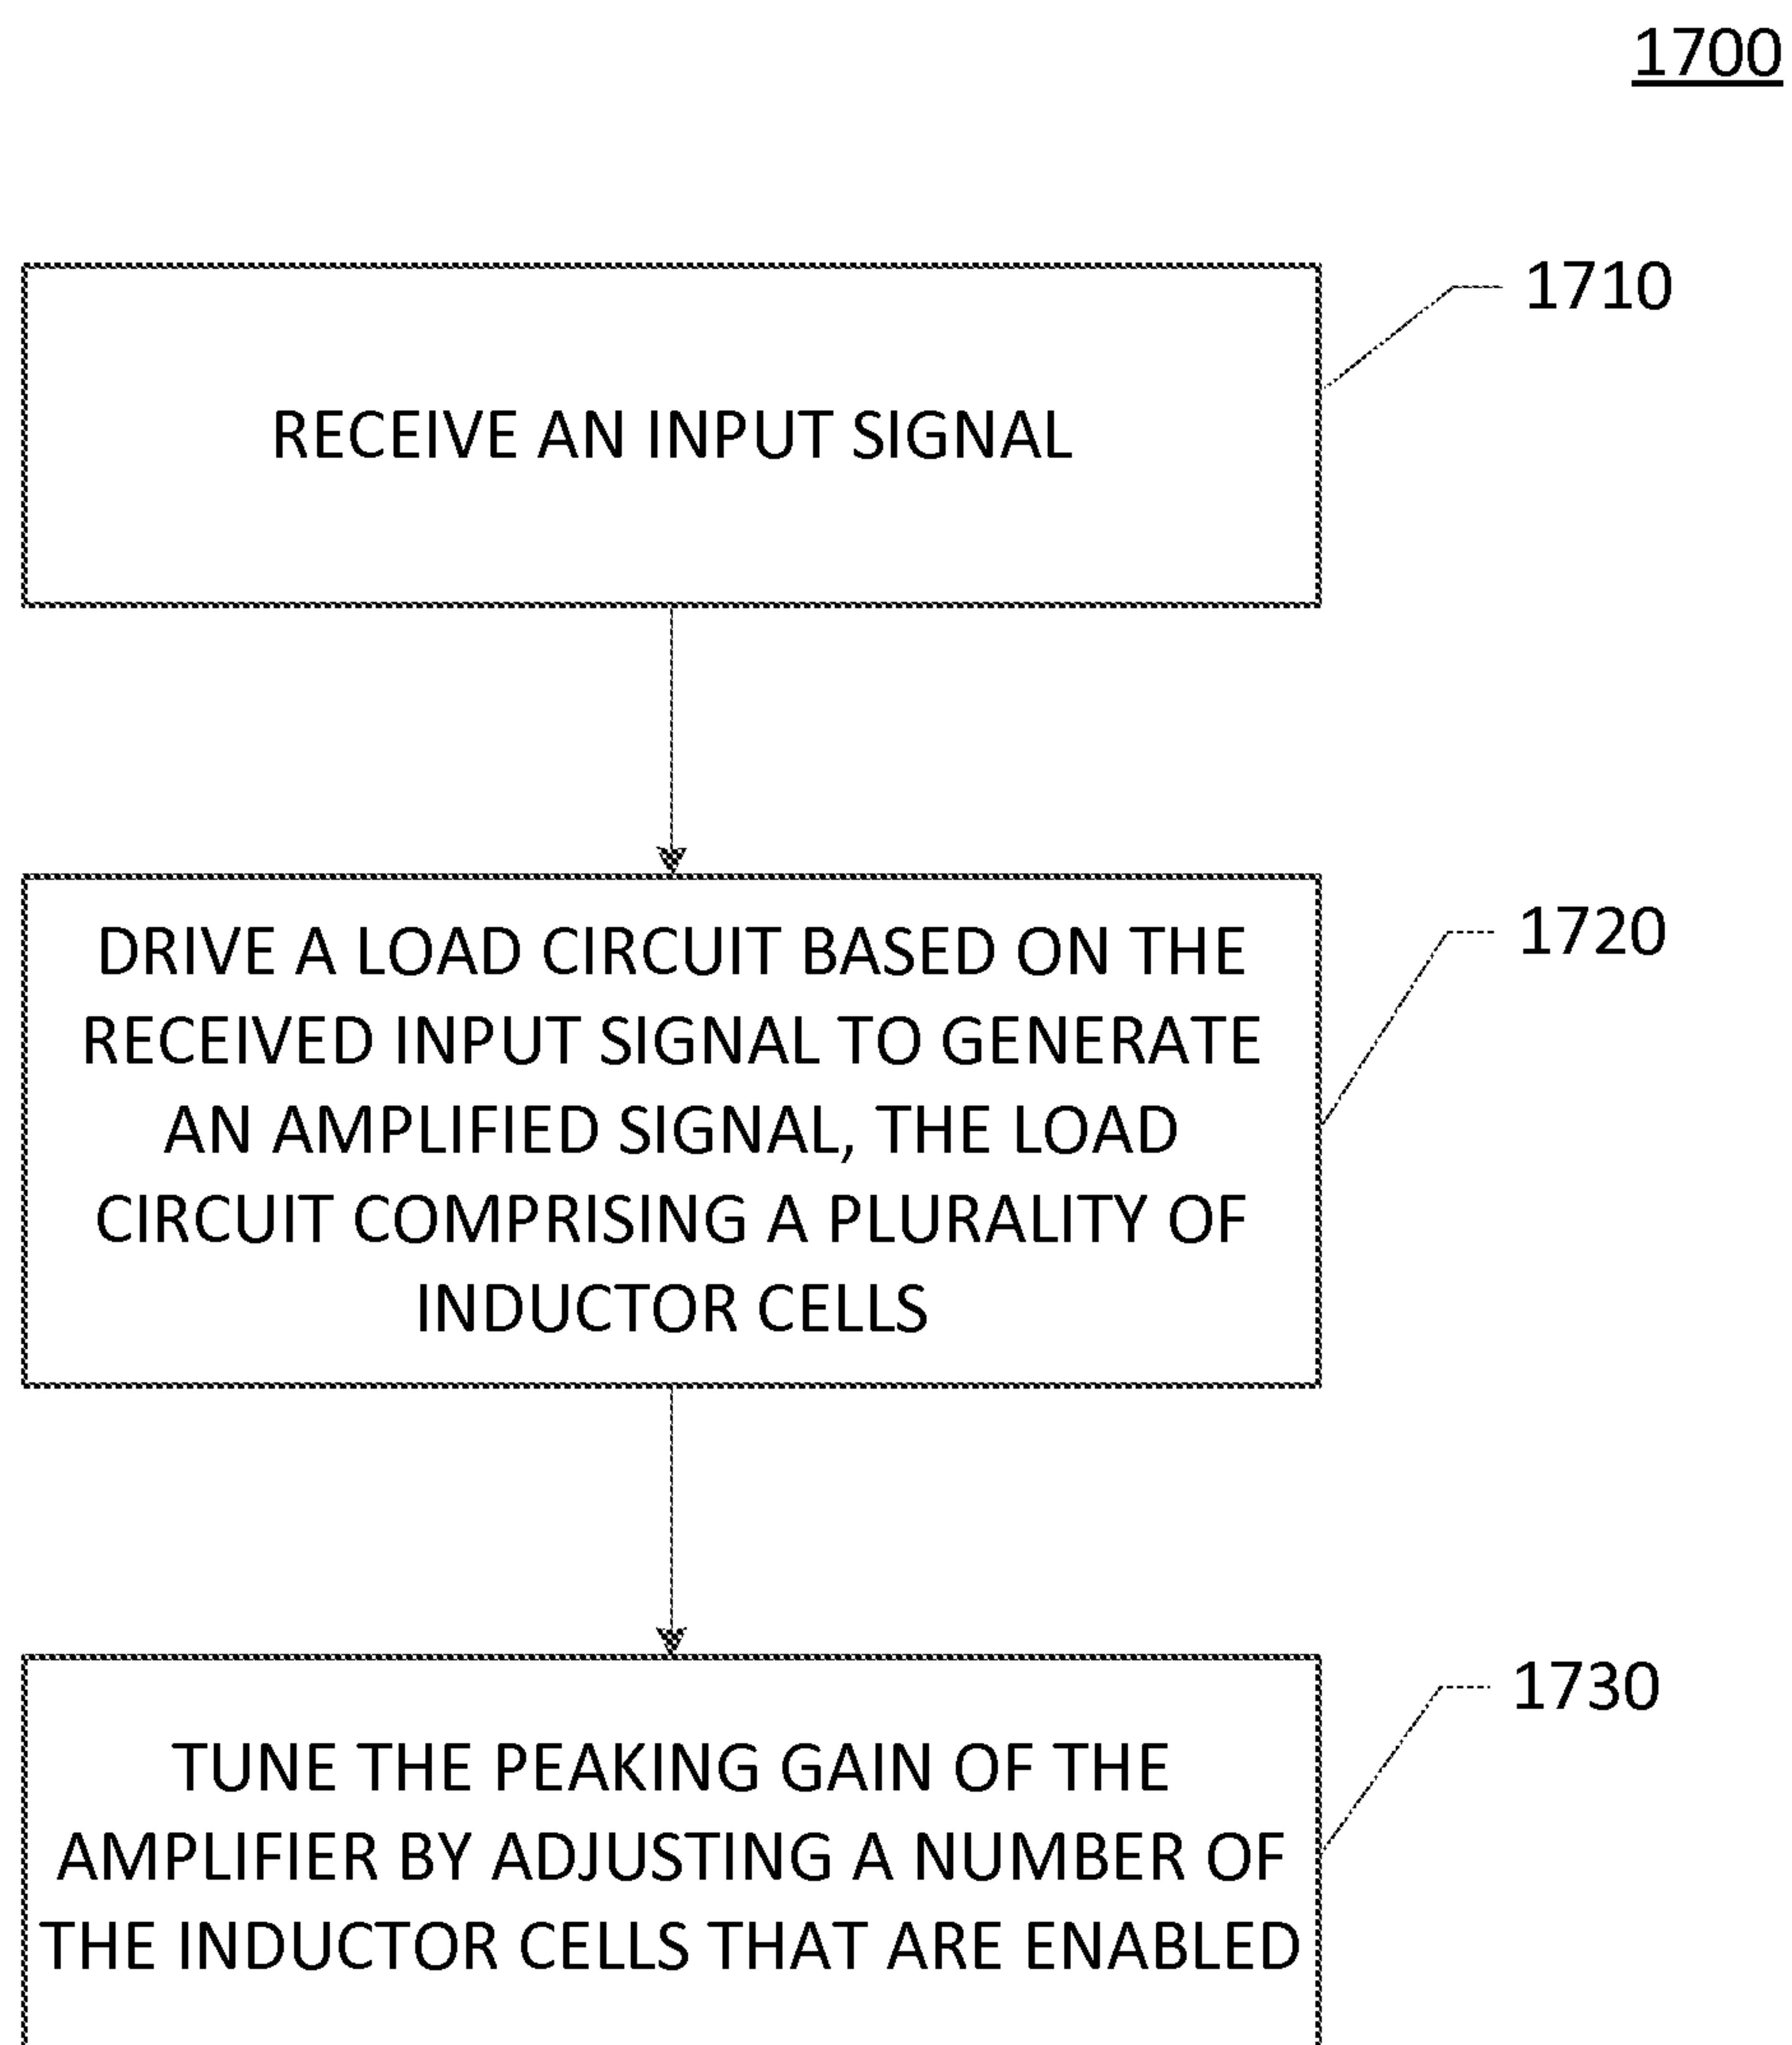 1700
RECEIVE AN INPUT SIGNAL
1710
DRIVE A LOAD CIRCUIT BASED ON THE
RECEIVED INPUT SIGNAL TO GENERATE
AN AMPLIFIED SIGNAL, THE LOAD
CIRCUIT COMPRISING A PLURALITY OF
INDUCTOR CELLS
1720
TUNE THE PEAKING GAIN OF THE
AMPLIFIER BY ADJUSTING A NUMBER OF
THE INDUCTOR CELLS THAT ARE ENABLED
1730